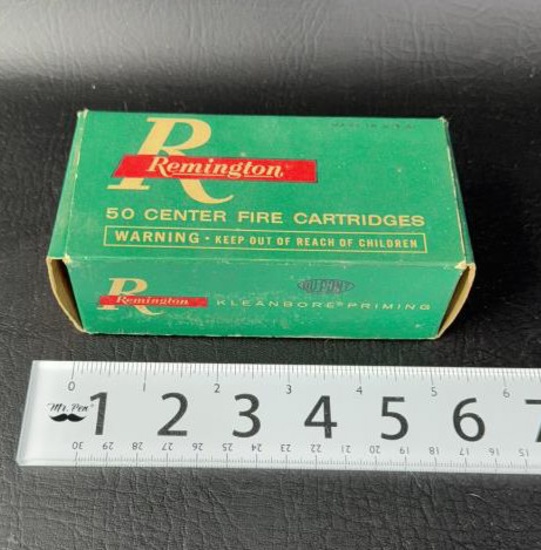 MADE IN U.S.A.
R
Remington®
50 CENTER FIRE CARTRIDGES
WARNING • KEEP OUT OF REACH OF CHILDREN
R
Remington
DU PONT
KLEANBORE® PRIMING
0 1 2 3 4 5 6
Mr. Pen®
1 2 3 4 5 6 7
30 29 28 27 26 25 24 23 22 21 20 19 18 17 16 15